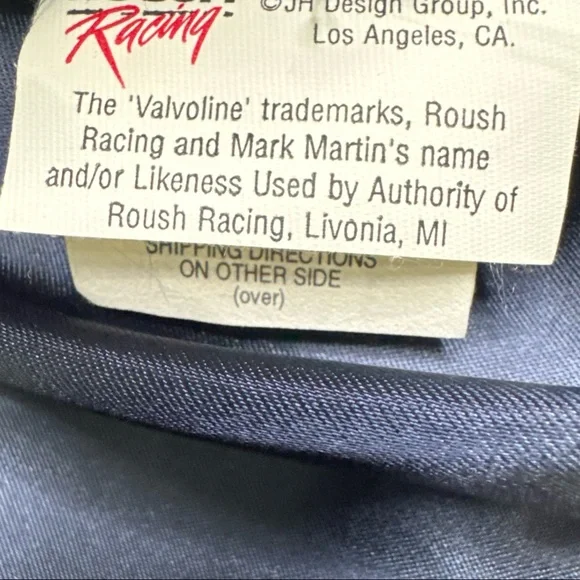 Racing
©JH Design Group, Inc.
Los Angeles, CA.
The 'Valvoline' trademarks, Roush
Racing and Mark Martin's name
and/or Likeness Used by Authority of
Roush Racing, Livonia, MI
SHIPPING DIRECTIONS
ON OTHER SIDE
(over)